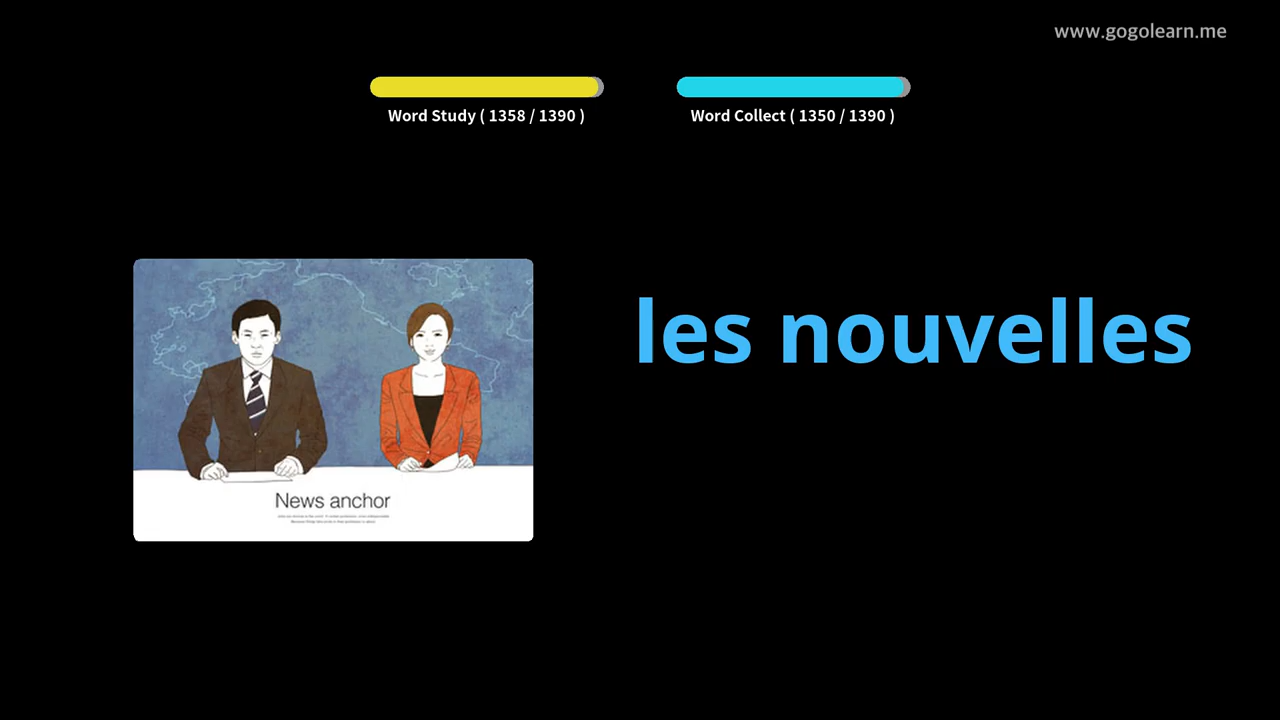 www.gogolearn.me
Word Study ( 1358 / 1390 )
Word Collect ( 1350 / 1390 )
les nouvelles
News anchor